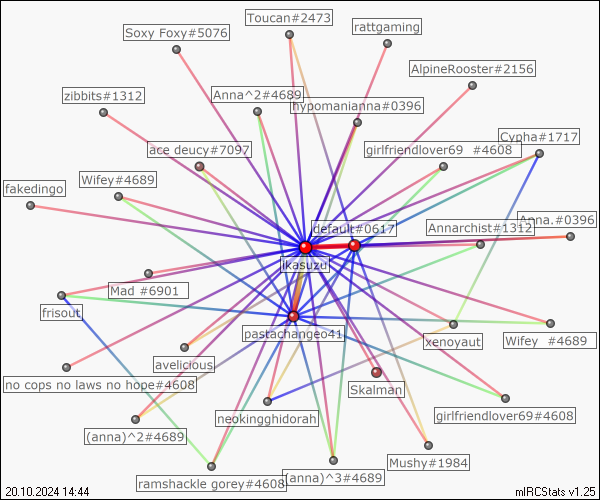 Toucan#2473
rattgaming
Soxy Foxy#5076
AlpineRooster#2156
zibbits#1312
Anna^2#4689
hypomanianna#0396
Cypha#1717
ace deucy#7097
girlfriendlover69 #4608
Wifey#4689
fakedingo
Anna.#0396
default#0617
Annarchist#1312
ikasuzu
Mad #6901
frisout
pastachangeo41
xenoyaut
Wifey #4689
avelicious
no cops no laws no hope#4608
Skalman
neokingghidorah
girlfriendlover69#4608
(anna)^2#4689
Mushy#1984
ramshackle gorey#4608
(anna)^3#4689
20.10.2024 14:44
mIRCStats v1.25